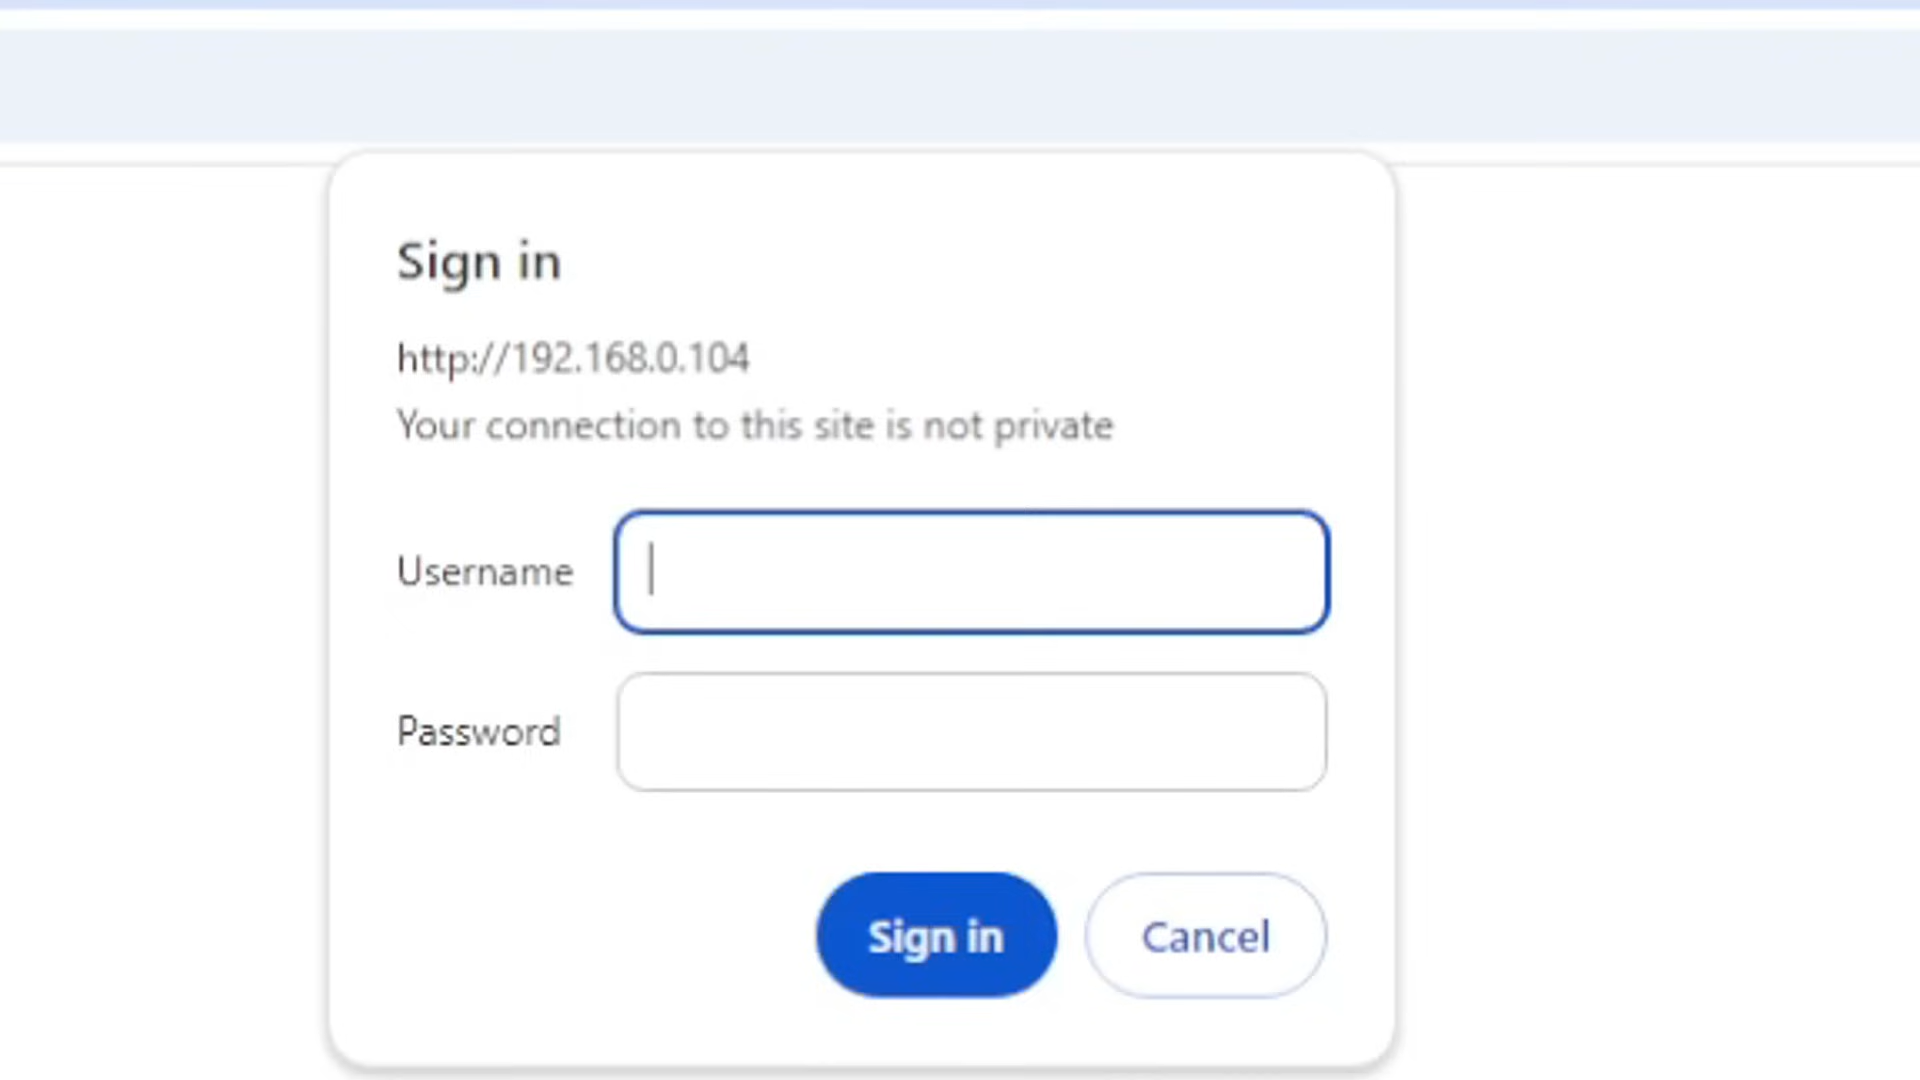 Sign in
http://192.168.0.104
Your connection to this site is not private
Username
Password
Sign in
Cancel